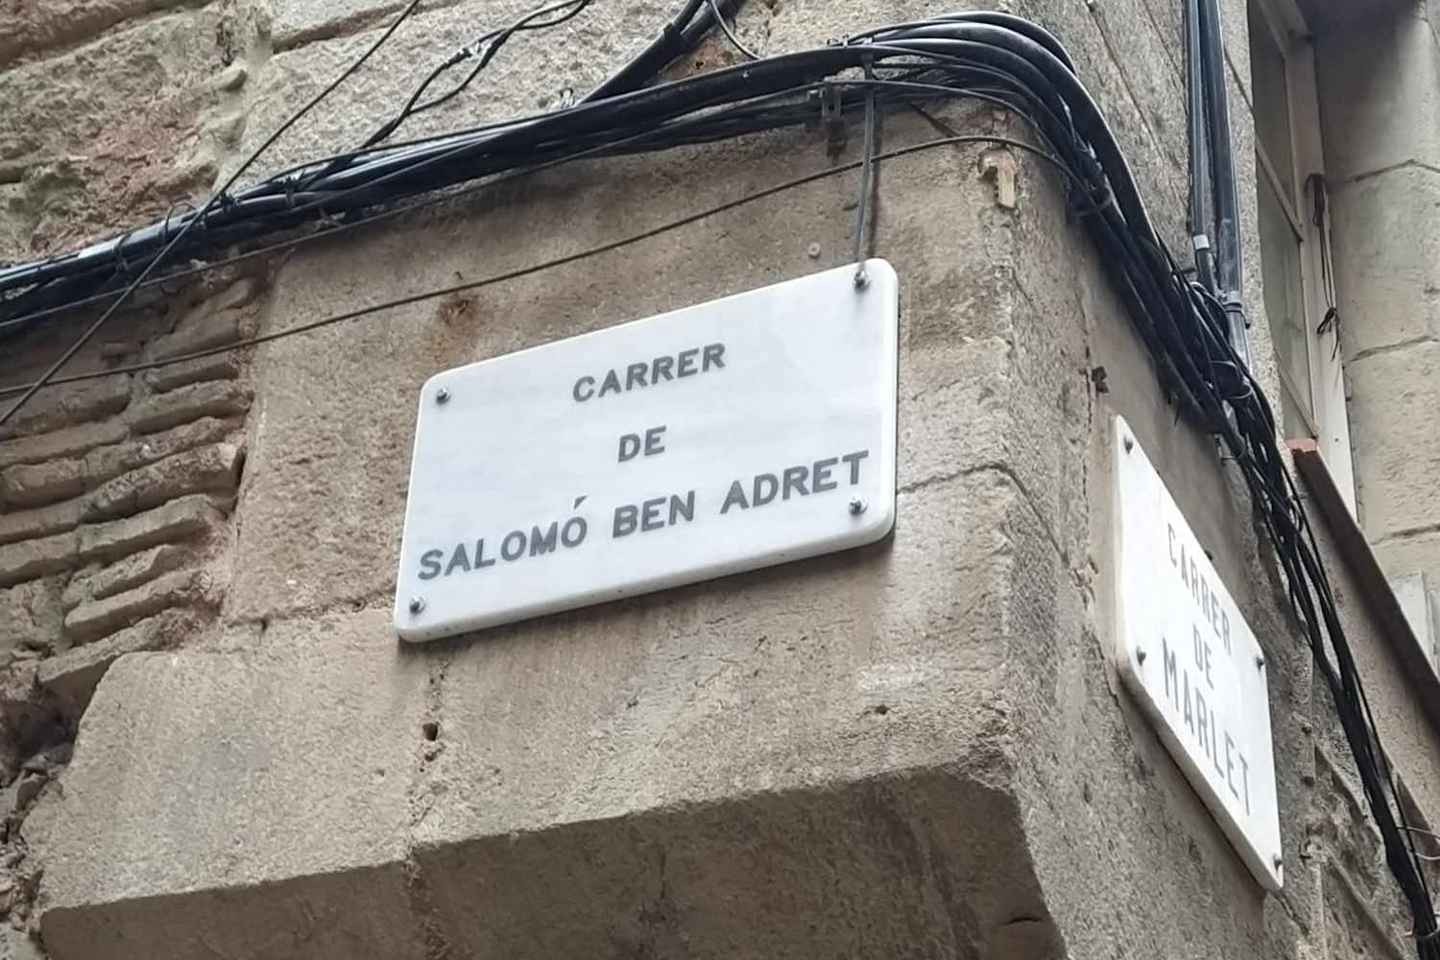 CARRER
DE
SALOMÓ BEN ADRET
CARRER
DE
MARLET